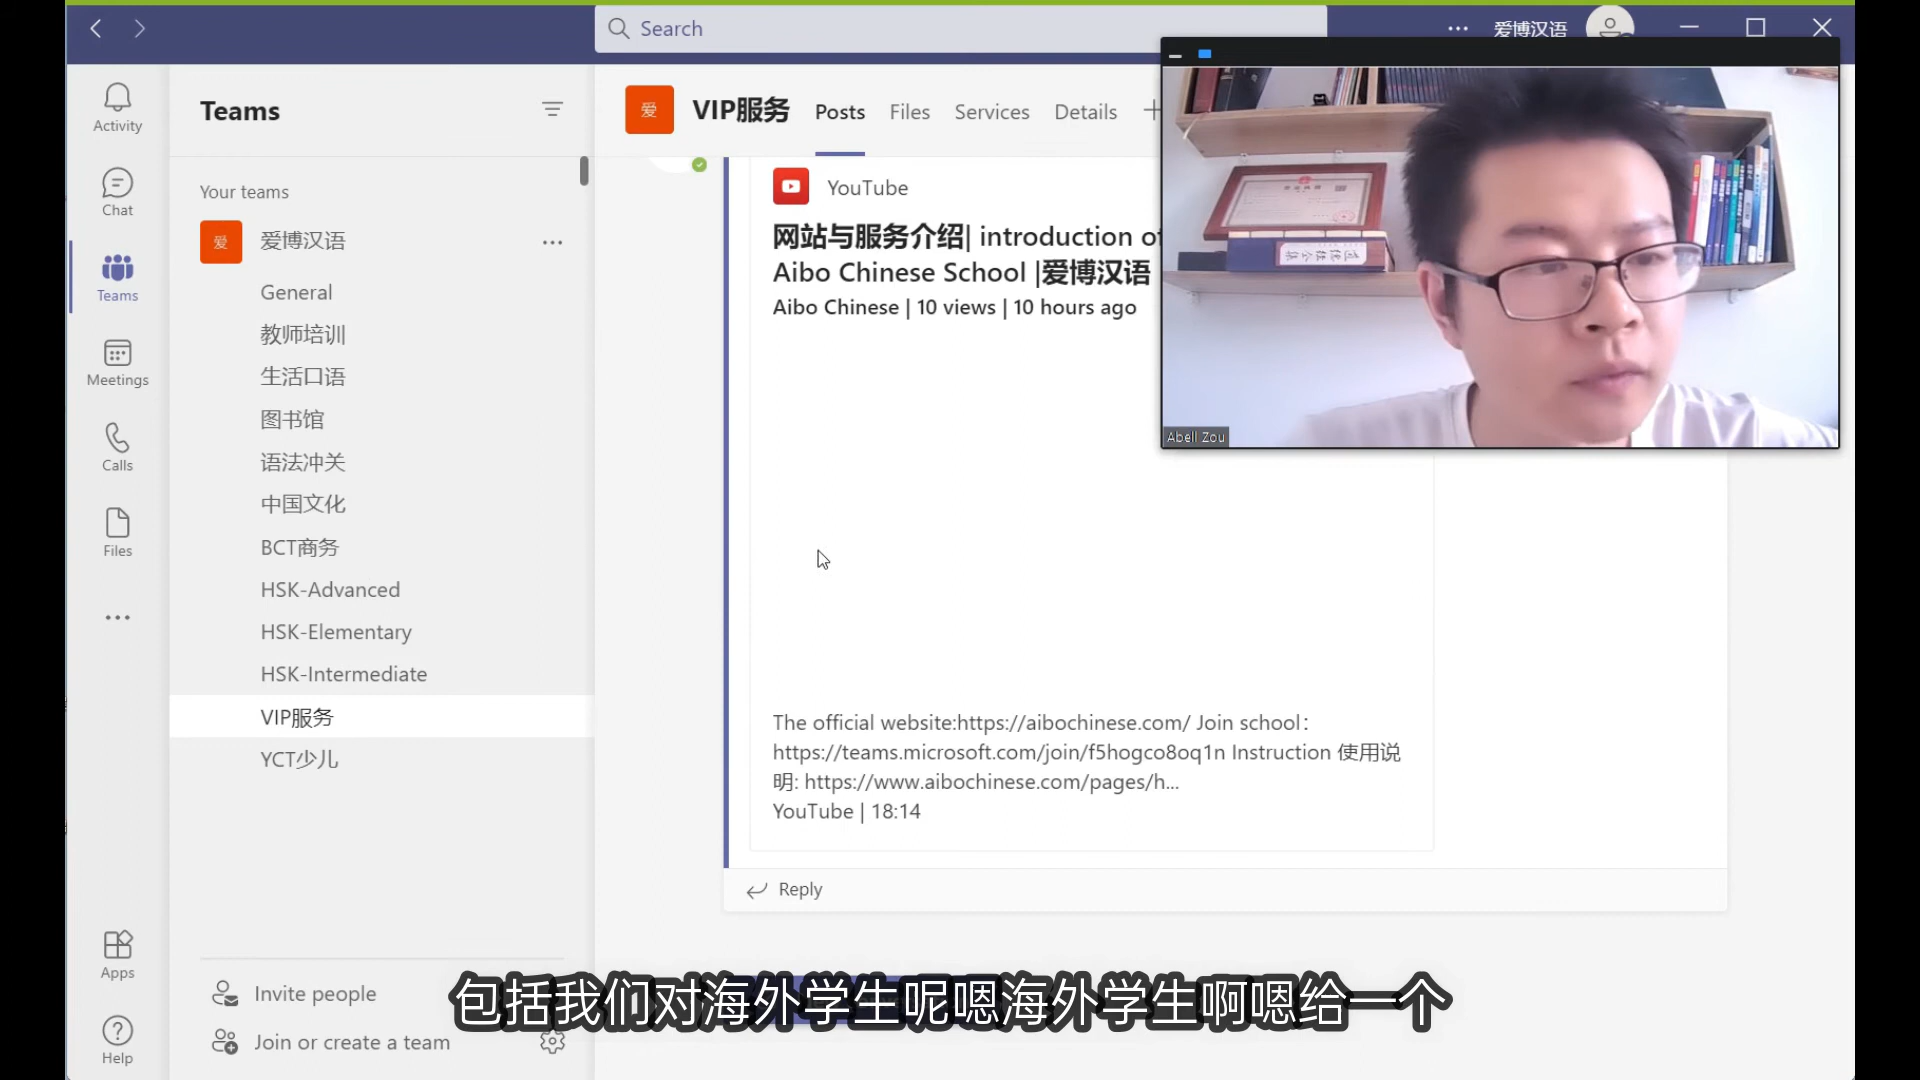 Search
爱博汉语
Activity
Chat
Teams
Meetings
Calls
Files
Apps
Help
Teams
Your teams
爱
爱博汉语
General
教师培训
生活口语
图书馆
语法冲关
中国文化
BCT商务
HSK-Advanced
HSK-Elementary
HSK-Intermediate
VIP服务
YCT少儿
Invite people
Join or create a team
爱
VIP服务
Posts
Files
Services
Details
YouTube
网站与服务介绍| introduction of
Aibo Chinese School |爱博汉语
Aibo Chinese | 10 views | 10 hours ago
The official website:https://aibochinese.com/ Join school：
https://teams.microsoft.com/join/f5hogco8oq1n Instruction 使用说
明: https://www.aibochinese.com/pages/h...
YouTube | 18:14
Reply
Abell Zou
包括我们对海外学生呢嗯海外学生啊嗯给一个